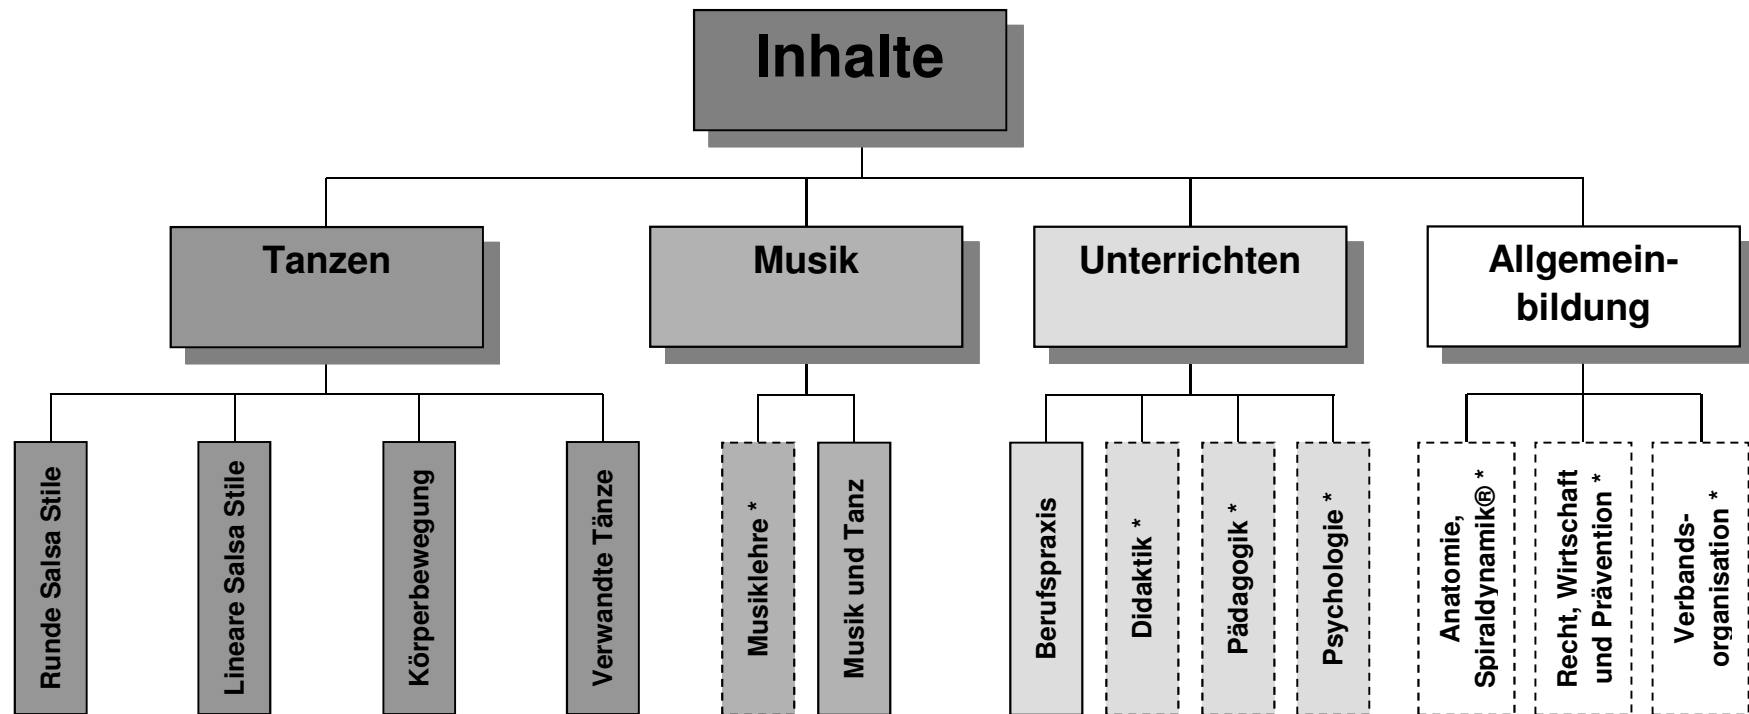 Inhalte
Tanzen
Musik
Unterrichten
Allgemein-
bildung
Runde Salsa Stile
Lineare Salsa Stile
Körperbewegung
Verwandte Tänze
Musiklehre *
Musik und Tanz
Berufspraxis
Didaktik *
Pädagogik *
Psychologie *
Anatomie,
Spiraldynamik® *
Recht, Wirtschaft
und Prävention *
Verbands-
organisation *